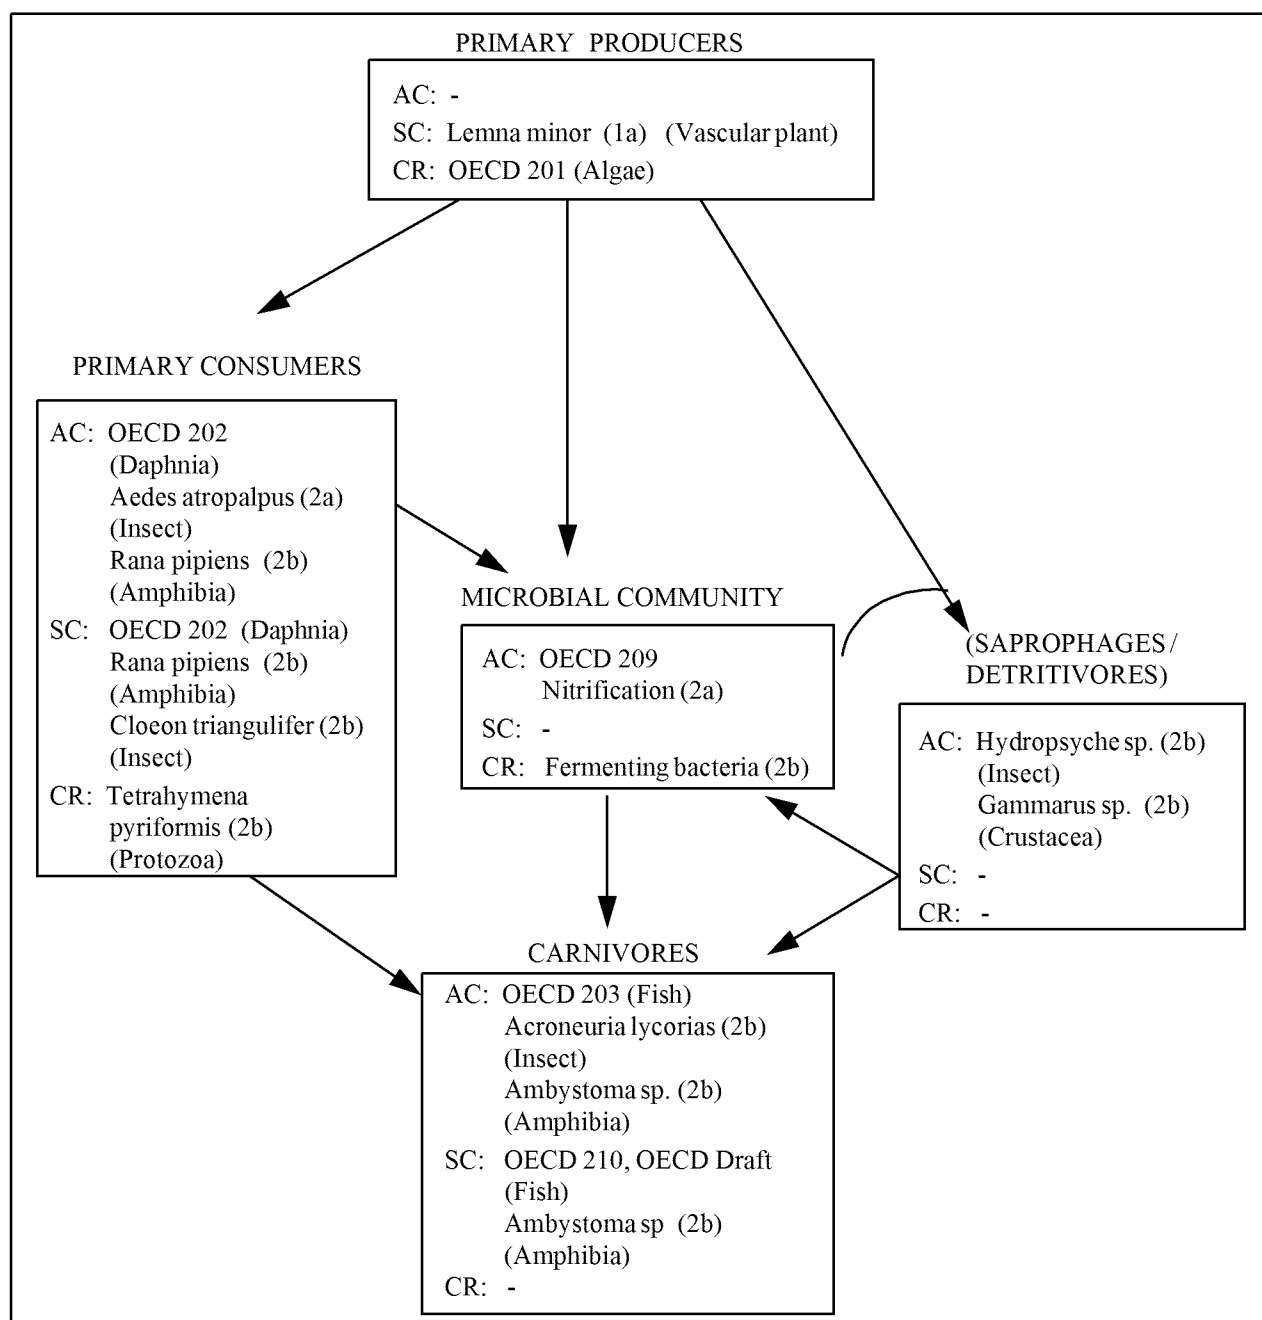 PRIMARY PRODUCERS
AC: -
SC: Lemna minor (1a) (Vascular plant)
CR: OECD 201 (Algae)
PRIMARY CONSUMERS
AC: OECD 202
(Daphnia)
Aedes atropalpus (2a)
(Insect)
Rana pipiens (2b)
(Amphibia)
SC: OECD 202 (Daphnia)
Rana pipiens (2b)
(Amphibia)
Cloeon triangulifer (2b)
(Insect)
CR: Tetrahymena
pyriformis (2b)
(Protozoa)
MICROBIAL COMMUNITY
AC: OECD 209
Nitrification (2a)
SC: -
CR: Fermenting bacteria (2b)
(SAPROPHAGES/
DETRITIVORES)
AC: Hydropsyche sp. (2b)
(Insect)
Gammarus sp. (2b)
(Crustacea)
SC: -
CR: -
CARNIVORES
AC: OECD 203 (Fish)
Acroneuria lycorias (2b)
(Insect)
Ambystoma sp. (2b)
(Amphibia)
SC: OECD 210, OECD Draft
(Fish)
Ambystoma sp (2b)
(Amphibia)
CR: -